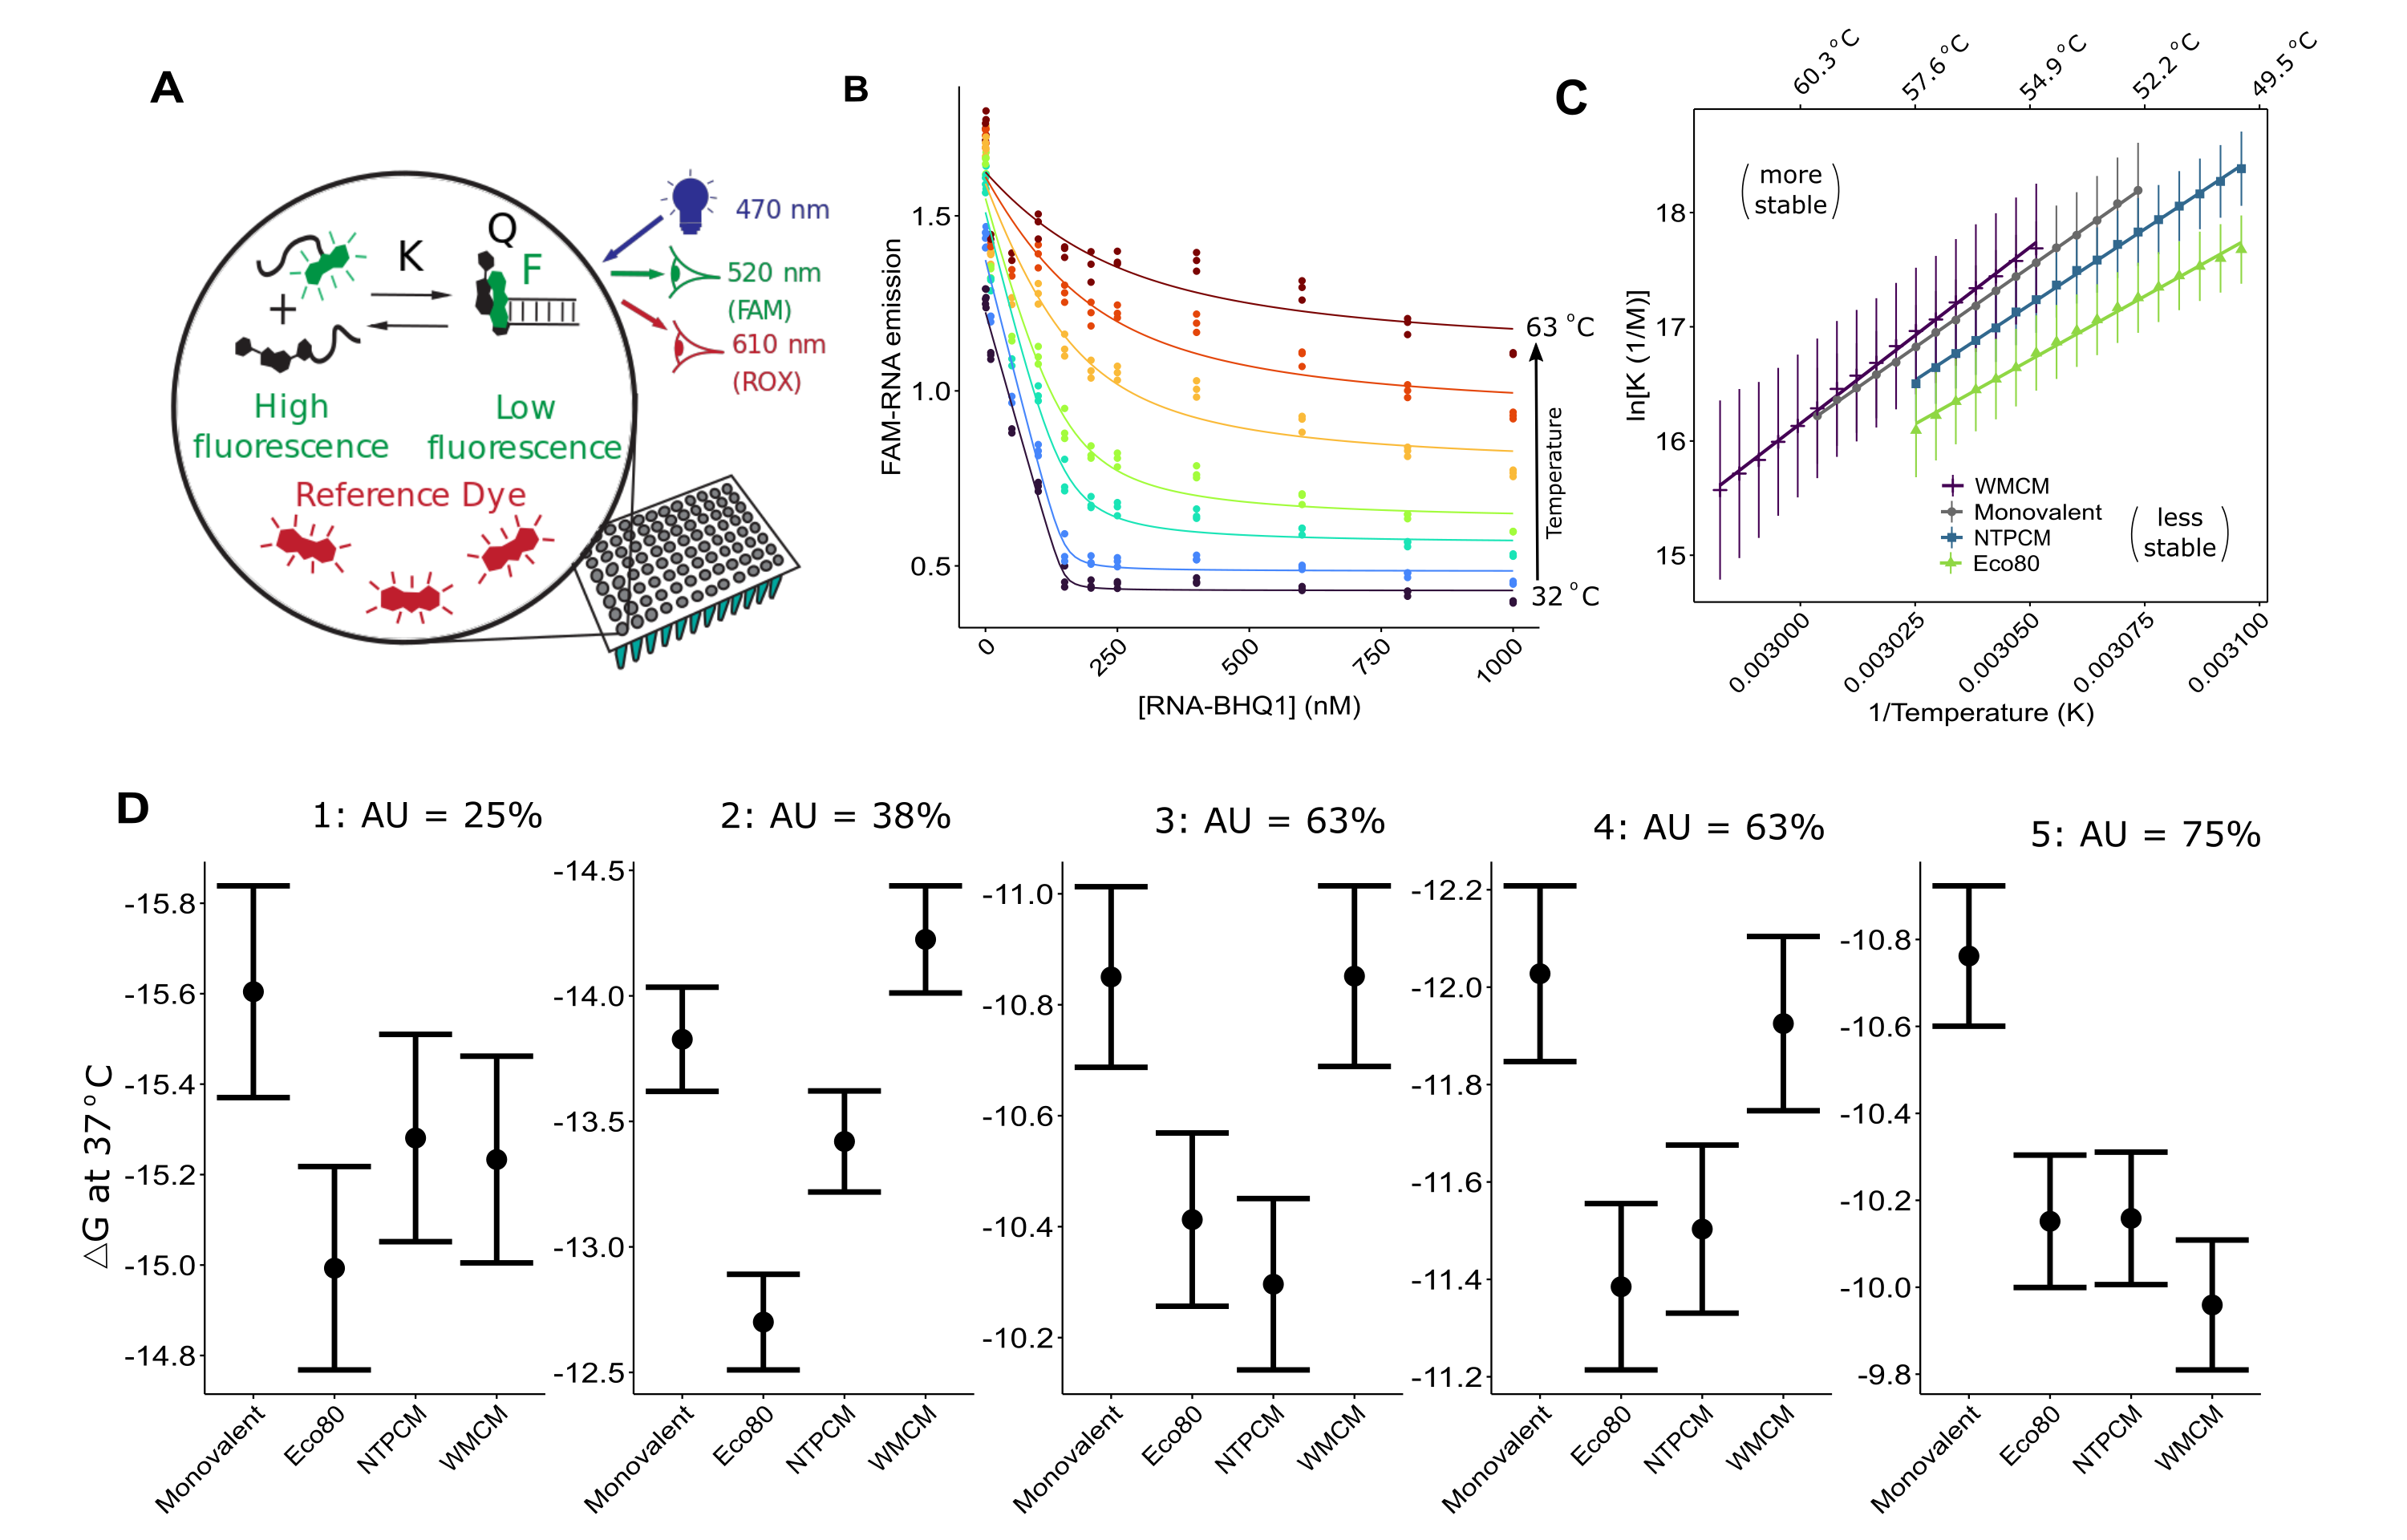 A
Q
K
F
+
High
fluorescence
Low
fluorescence
Reference Dye
470 nm
520 nm
(FAM)
610 nm
(ROX)
B
FAM-RNA emission
1.5
1.0
0.5
0
250
500
750
1000
[RNA-BHQ1] (nM)
63 °C
Temperature
32 °C
C
60.3°C
57.6°C
54.9°C
52.2°C
49.5°C
ln[K (1/M)]
18
17
16
15
(more
stable)
WMCM
Monovalent
NTPCM
Eco80
(less
stable)
0.003000
0.003025
0.003050
0.003075
0.003100
1/Temperature (K)
D
△G at 37°C
1: AU = 25%
-15.8
-15.6
-15.4
-15.2
-15.0
-14.8
Monovalent
Eco80
NTPCM
WMCM
2: AU = 38%
-14.5
-14.0
-13.5
-13.0
-12.5
Monovalent
Eco80
NTPCM
WMCM
3: AU = 63%
-11.0
-10.8
-10.6
-10.4
-10.2
Monovalent
Eco80
NTPCM
WMCM
4: AU = 63%
-12.2
-12.0
-11.8
-11.6
-11.4
-11.2
Monovalent
Eco80
NTPCM
WMCM
5: AU = 75%
-10.8
-10.6
-10.4
-10.2
-10.0
-9.8
Monovalent
Eco80
NTPCM
WMCM